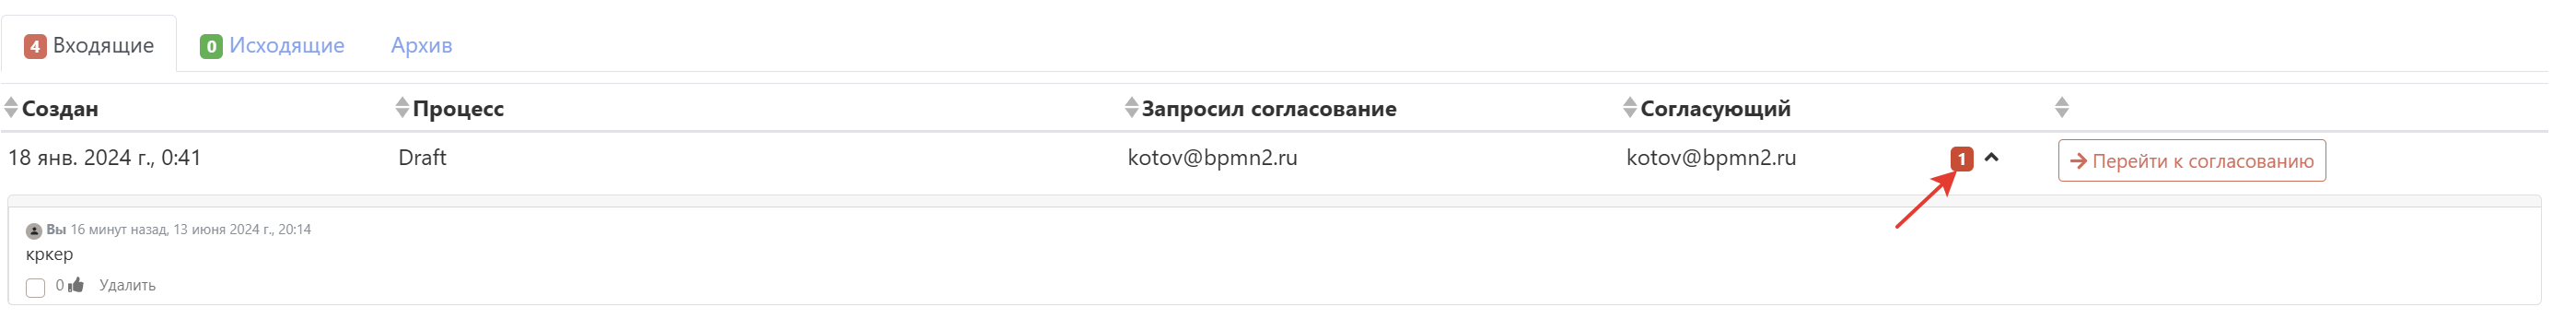 4 Входящие 0 Исходящие Архив
Создан Процесс Запросил согласование Согласующий
18 янв. 2024 г., 0:41 Draft kotov@bpmn2.ru kotov@bpmn2.ru 1 Перейти к согласованию
Вы 16 минут назад, 13 июня 2024 г., 20:14
кркер
0 Удалить